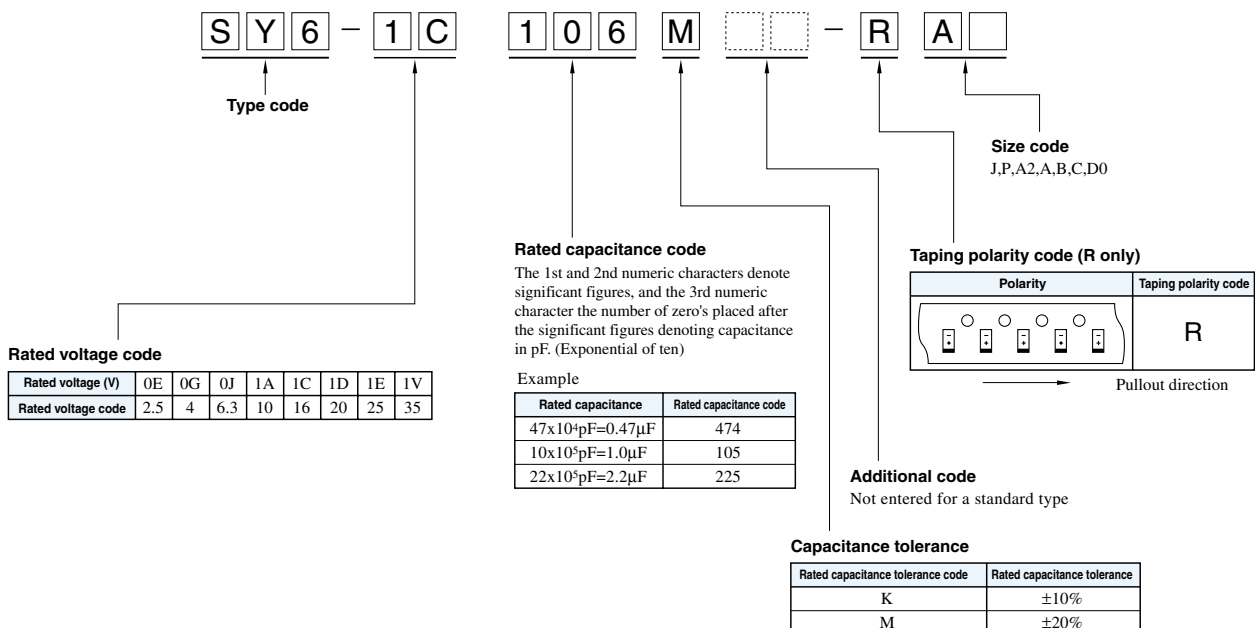 SY6 – 1C 106 M – R A
Type code
Size code
J,P,A2,A,B,C,D0
Rated capacitance code
The 1st and 2nd numeric characters denote
significant figures, and the 3rd numeric
character the number of zero's placed after
the significant figures denoting capacitance
in pF. (Exponential of ten)
Example
Rated capacitance Rated capacitance code
47x10⁴pF=0.47µF 474
10x10⁵pF=1.0µF 105
22x10⁵pF=2.2µF 225
Taping polarity code (R only)
Polarity Taping polarity code
- - - - -
+ + + + +
R
Pullout direction
Rated voltage code
Rated voltage (V) 0E 0G 0J 1A 1C 1D 1E 1V
Rated voltage code 2.5 4 6.3 10 16 20 25 35
Additional code
Not entered for a standard type
Capacitance tolerance
Rated capacitance tolerance code Rated capacitance tolerance
K ±10%
M ±20%